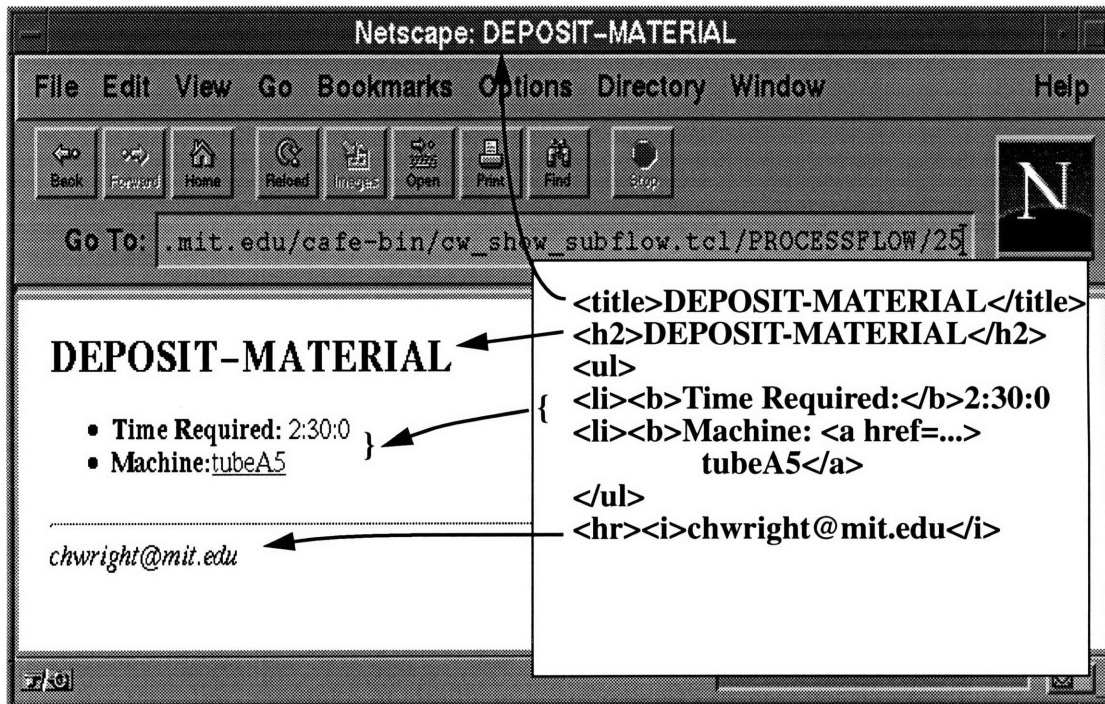 Netscape: DEPOSIT–MATERIAL
File Edit View Go Bookmarks Options Directory Window Help
Back Forward Home Reload Images Open Print Find Stop
N
Go To: .mit.edu/cafe-bin/cw_show_subflow.tcl/PROCESSFLOW/25
DEPOSIT–MATERIAL
• Time Required: 2:30:0
• Machine:tubeA5
}
chwright@mit.edu
<title>DEPOSIT-MATERIAL</title>
<h2>DEPOSIT-MATERIAL</h2>
<ul>
{ <li><b>Time Required:</b>2:30:0
<li><b>Machine: <a href=...>
tubeA5</a>
</ul>
<hr><i>chwright@mit.edu</i>